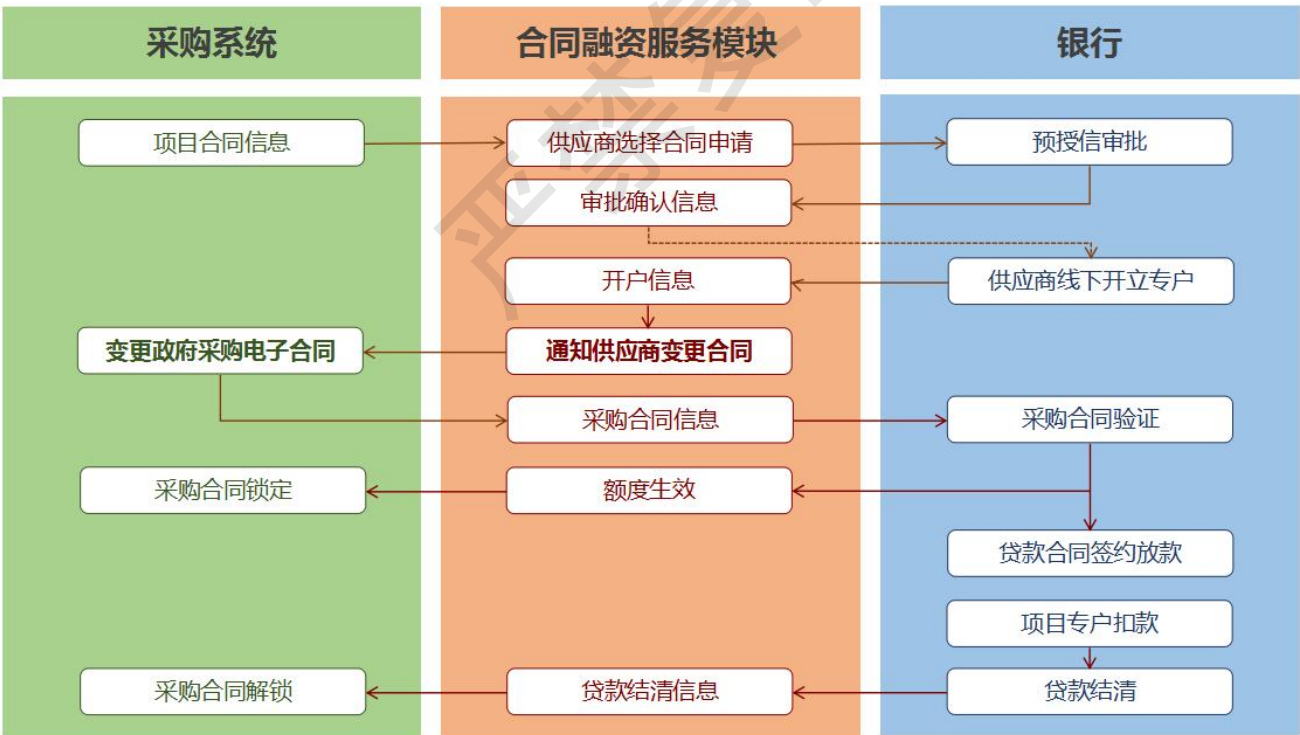 采购系统
合同融资服务模块
银行
项目合同信息
供应商选择合同申请
预授信审批
审批确认信息
开户信息
供应商线下开立专户
变更政府采购电子合同
通知供应商变更合同
采购合同信息
采购合同验证
采购合同锁定
额度生效
贷款合同签约放款
项目专户扣款
采购合同解锁
贷款结清信息
贷款结清
严禁复